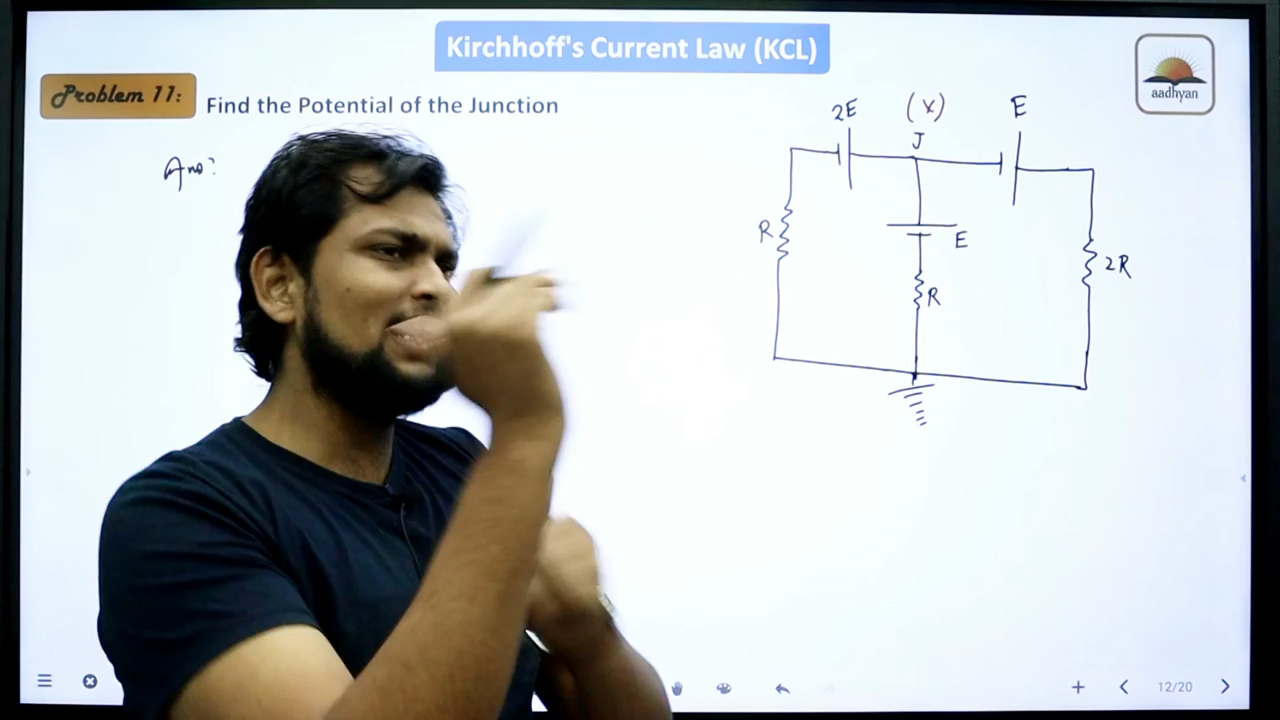 Kirchhoff's Current Law (KCL)
Problem 11:
Find the Potential of the Junction
aadhyan
Ans:
2E
(x)
E
J
R
E
2R
R
12/20